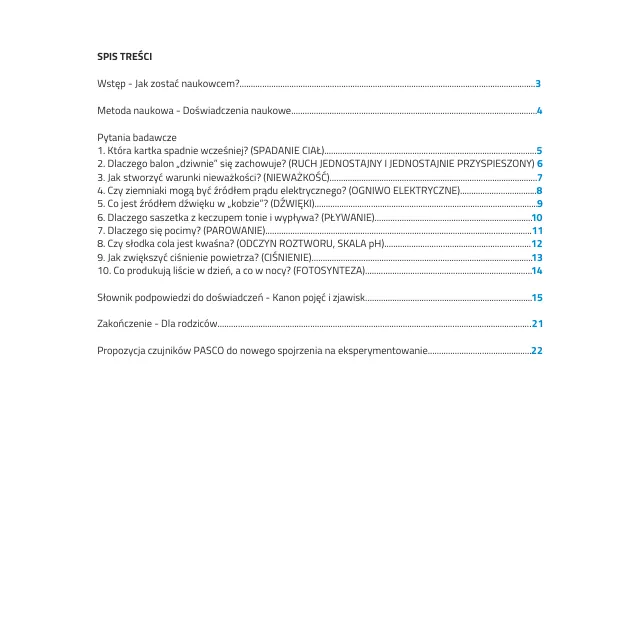 SPIS TREŚCI
Wstęp - Jak zostać naukowcem?....................................................................................................3
Metoda naukowa - Doświadczenia naukowe...................................................................................4
Pytania badawcze
1. Która kartka spadnie wcześniej? (SPADANIE CIAŁ).......................................................................5
2. Dlaczego balon „dziwnie” się zachowuje? (RUCH JEDNOSTAJNY I JEDNOSTAJNIE PRZYSPIESZONY) 6
3. Jak stworzyć warunki nieważkości? (NIEWAŻKOŚĆ).....................................................................7
4. Czy ziemniaki mogą być źródłem prądu elektrycznego? (OGNIWO ELEKTRYCZNE)..........................8
5. Co jest źródłem dźwięku w „kobzie”? (DŹWIĘKI)..........................................................................9
6. Dlaczego saszetka z keczupem tonie i wypływa? (PŁYWANIE).....................................................10
7. Dlaczego się pocimy? (PAROWANIE).........................................................................................11
8. Czy słodka cola jest kwaśna? (ODCZYN ROZTWORU, SKALA pH).................................................12
9. Jak zwiększyć ciśnienie powietrza? (CIŚNIENIE).........................................................................13
10. Co produkują liście w dzień, a co w nocy? (FOTOSYNTEZA)........................................................14
Słownik podpowiedzi do doświadczeń - Kanon pojęć i zjawisk........................................................15
Zakończenie - Dla rodziców..........................................................................................................21
Propozycja czujników PASCO do nowego spojrzenia na eksperymentowanie...................................22